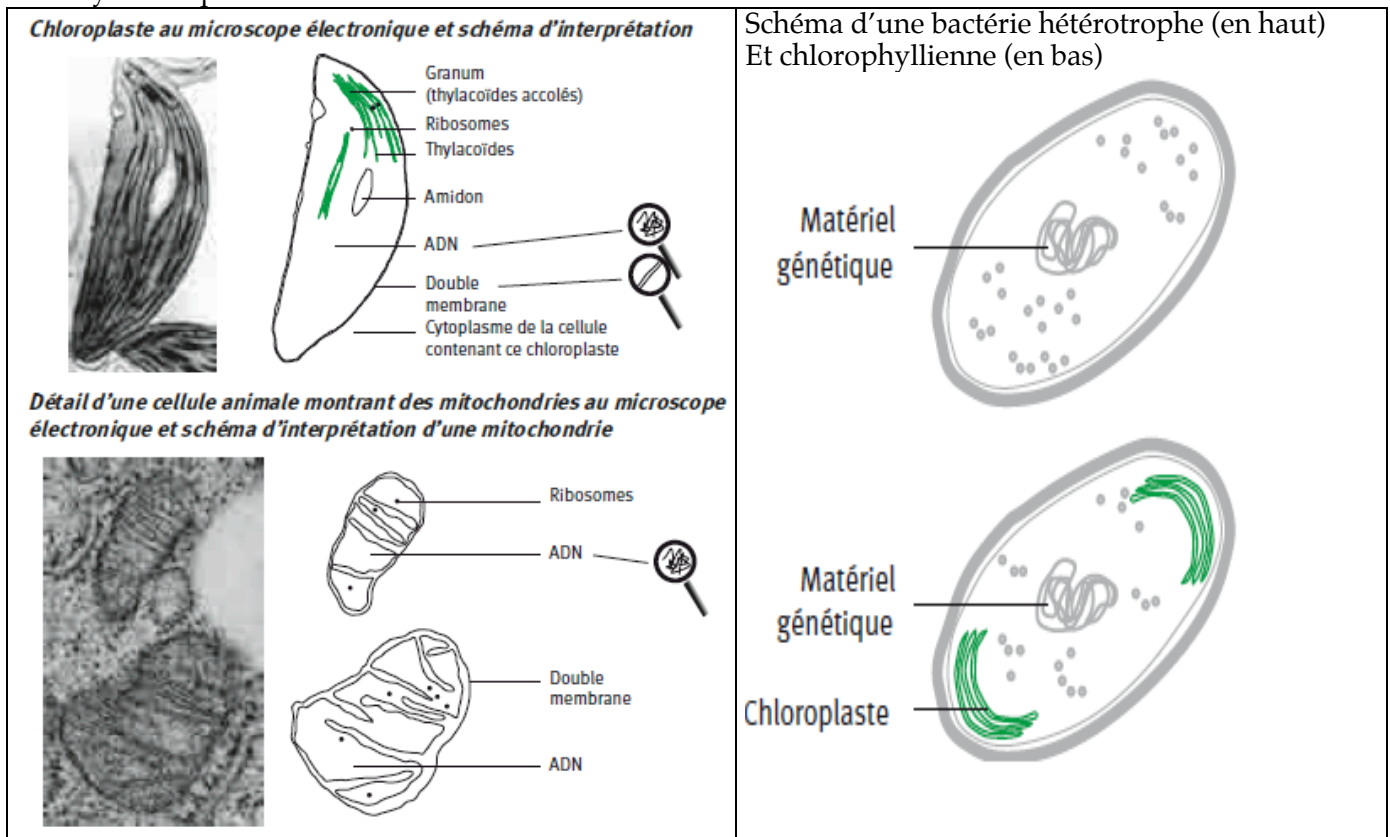 Chloroplaste au microscope électronique et schéma d'interprétation
Granum
(thylacoïdes accolés)
Ribosomes
Thylacoïdes
Amidon
ADN
Double
membrane
Cytoplasme de la cellule
contenant ce chloroplaste
Détail d'une cellule animale montrant des mitochondries au microscope
électronique et schéma d'interprétation d'une mitochondrie
Ribosomes
ADN
Double
membrane
ADN
Schéma d'une bactérie hétérotrophe (en haut)
Et chlorophyllienne (en bas)
Matériel
génétique
Matériel
génétique
Chloroplaste